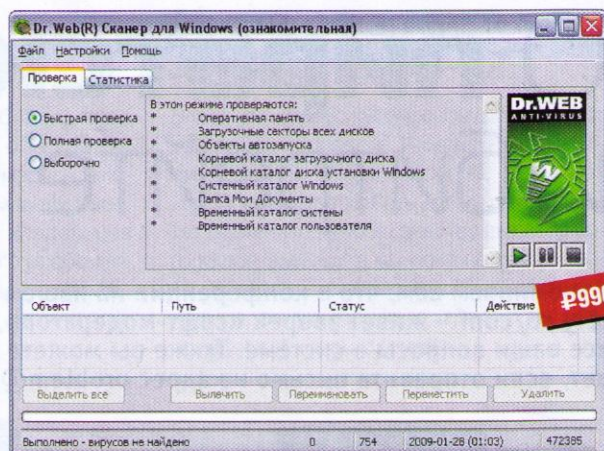 Dr.Web(R) Сканер для Windows (ознакомительная)
Файл Настройки Помощь
Проверка Статистика
Быстрая проверка
Полная проверка
Выборочно
В этом режиме проверяются:
* Оперативная память
* Загрузочные секторы всех дисков
* Объекты автозапуска
* Корневой каталог загрузочного диска
* Корневой каталог диска установки Windows
* Системный каталог Windows
* Папка Мои Документы
* Временный каталог системы
* Временный каталог пользователя
Dr.WEB
ANTI-VIRUS
Объект Путь Статус Действие
₽990
Выделить все Вылечить Переименовать Переместить Удалить
Выполнено - вирусов не найдено 0 754 2009-01-28 (01:03) 472385